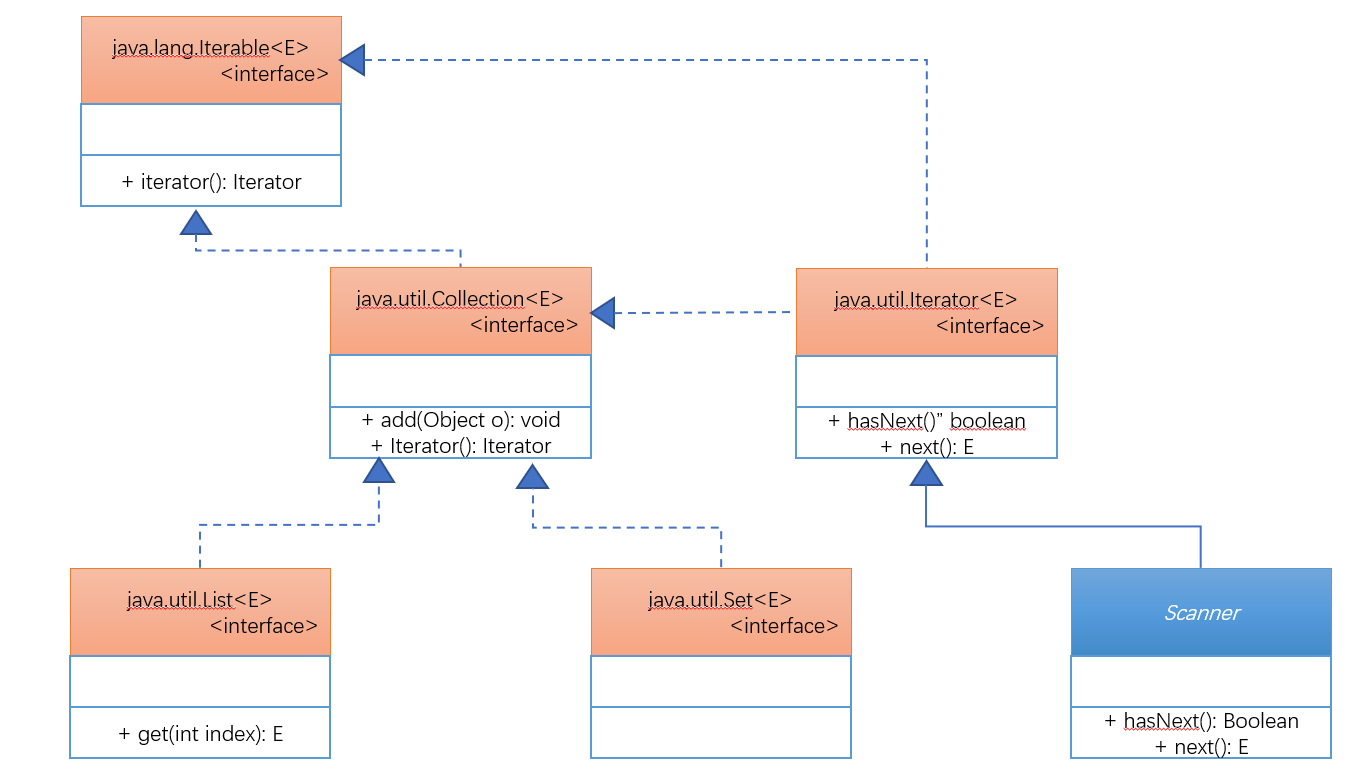 java.lang.Iterable<E>
<interface>
+ iterator(): Iterator
java.util.Collection<E>
<interface>
+ add(Object o): void
+ Iterator(): Iterator
java.util.Iterator<E>
<interface>
+ hasNext()” boolean
+ next(): E
java.util.List<E>
<interface>
+ get(int index): E
java.util.Set<E>
<interface>
Scanner
+ hasNext(): Boolean
+ next(): E